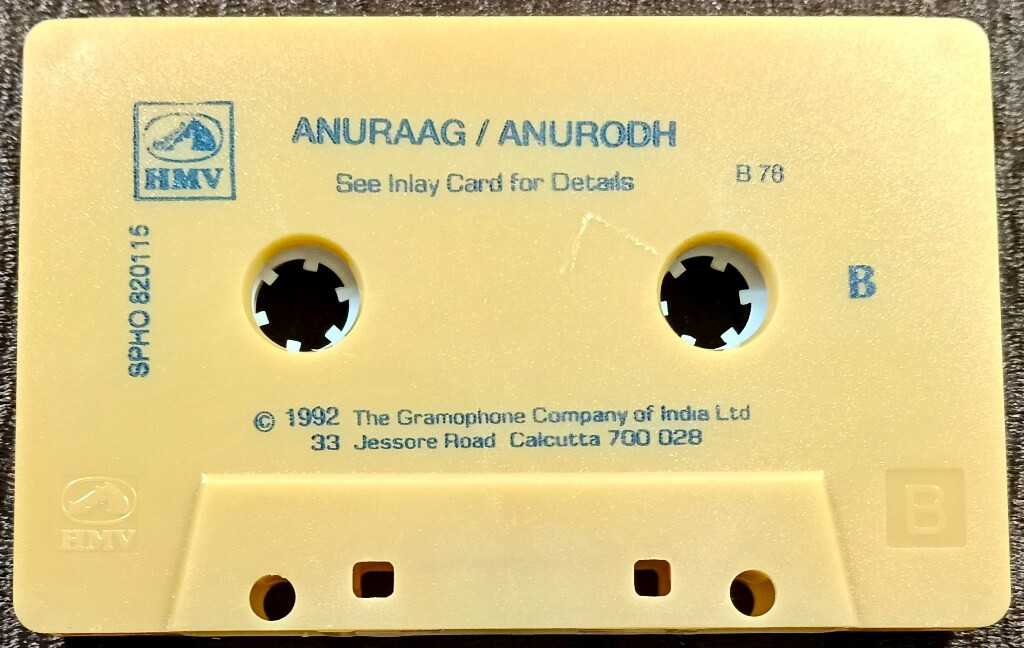 ANURAAG / ANURODH
HMV
See Inlay Card for Details
B 78
SPHO 820115
B
© 1992 The Gramophone Company of India Ltd
33 Jessore Road Calcutta 700 028
HMV
B